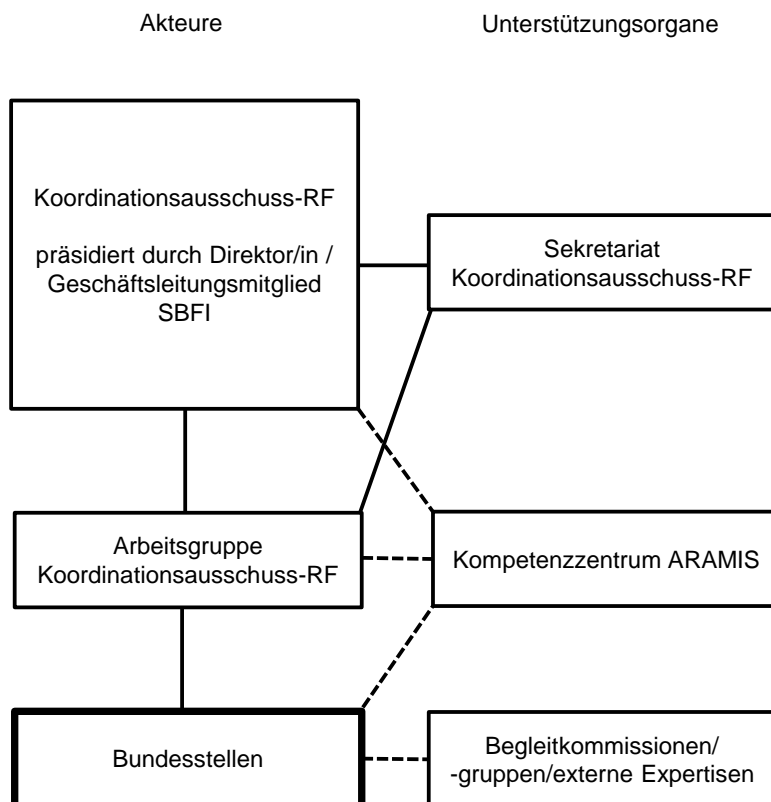 Akteure
Unterstützungsorgane
Koordinationsausschuss-RF
präsidiert durch Direktor/in /
Geschäftsleitungsmitglied
SBFI
Sekretariat
Koordinationsausschuss-RF
Arbeitsgruppe
Koordinationsausschuss-RF
Kompetenzzentrum ARAMIS
Bundesstellen
Begleitkommissionen/
-gruppen/externe Expertisen